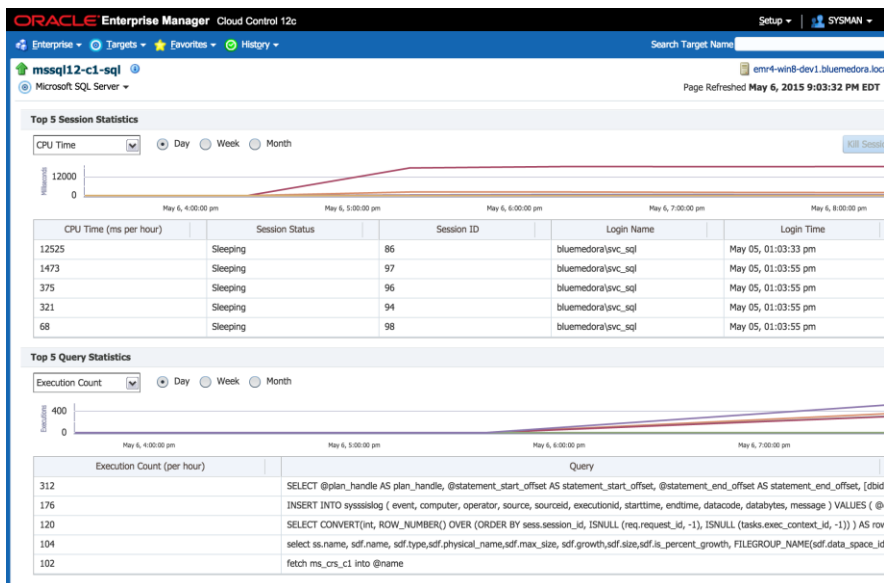 ORACLE Enterprise Manager Cloud Control 12c Setup SYSMAN
Enterprise Targets Favorites History Search Target Name
mssql12-c1-sql emr4-win8-dev1.bluemedora.loc
Microsoft SQL Server Page Refreshed May 6, 2015 9:03:32 PM EDT
Top 5 Session Statistics
CPU Time Day Week Month Kill Sessi
Milliseconds
12000
0
May 6, 4:00:00 pm May 6, 5:00:00 pm May 6, 6:00:00 pm May 6, 7:00:00 pm May 6, 8:00:00 pm
CPU Time (ms per hour) Session Status Session ID Login Name Login Time
12525 Sleeping 86 bluemedora\svc_sql May 05, 01:03:33 pm
1473 Sleeping 97 bluemedora\svc_sql May 05, 01:03:55 pm
375 Sleeping 96 bluemedora\svc_sql May 05, 01:03:55 pm
321 Sleeping 94 bluemedora\svc_sql May 05, 01:03:55 pm
68 Sleeping 98 bluemedora\svc_sql May 05, 01:03:55 pm
Top 5 Query Statistics
Execution Count Day Week Month
Executions
400
0
May 6, 4:00:00 pm May 6, 5:00:00 pm May 6, 6:00:00 pm May 6, 7:00:00 pm
Execution Count (per hour) Query
312 SELECT @plan_handle AS plan_handle, @statement_start_offset AS statement_start_offset, @statement_end_offset AS statement_end_offset, [dbid
176 INSERT INTO sysssislog ( event, computer, operator, source, sourceid, executionid, starttime, endtime, datacode, databytes, message ) VALUES ( @
120 SELECT CONVERT(int, ROW_NUMBER() OVER (ORDER BY sess.session_id, ISNULL (req.request_id, -1), ISNULL (tasks.exec_context_id, -1)) ) AS row
104 select ss.name, sdf.name, sdf.type,sdf.physical_name,sdf.max_size, sdf.growth,sdf.size,sdf.is_percent_growth, FILEGROUP_NAME(sdf.data_space_id
102 fetch ms_crs_c1 into @name